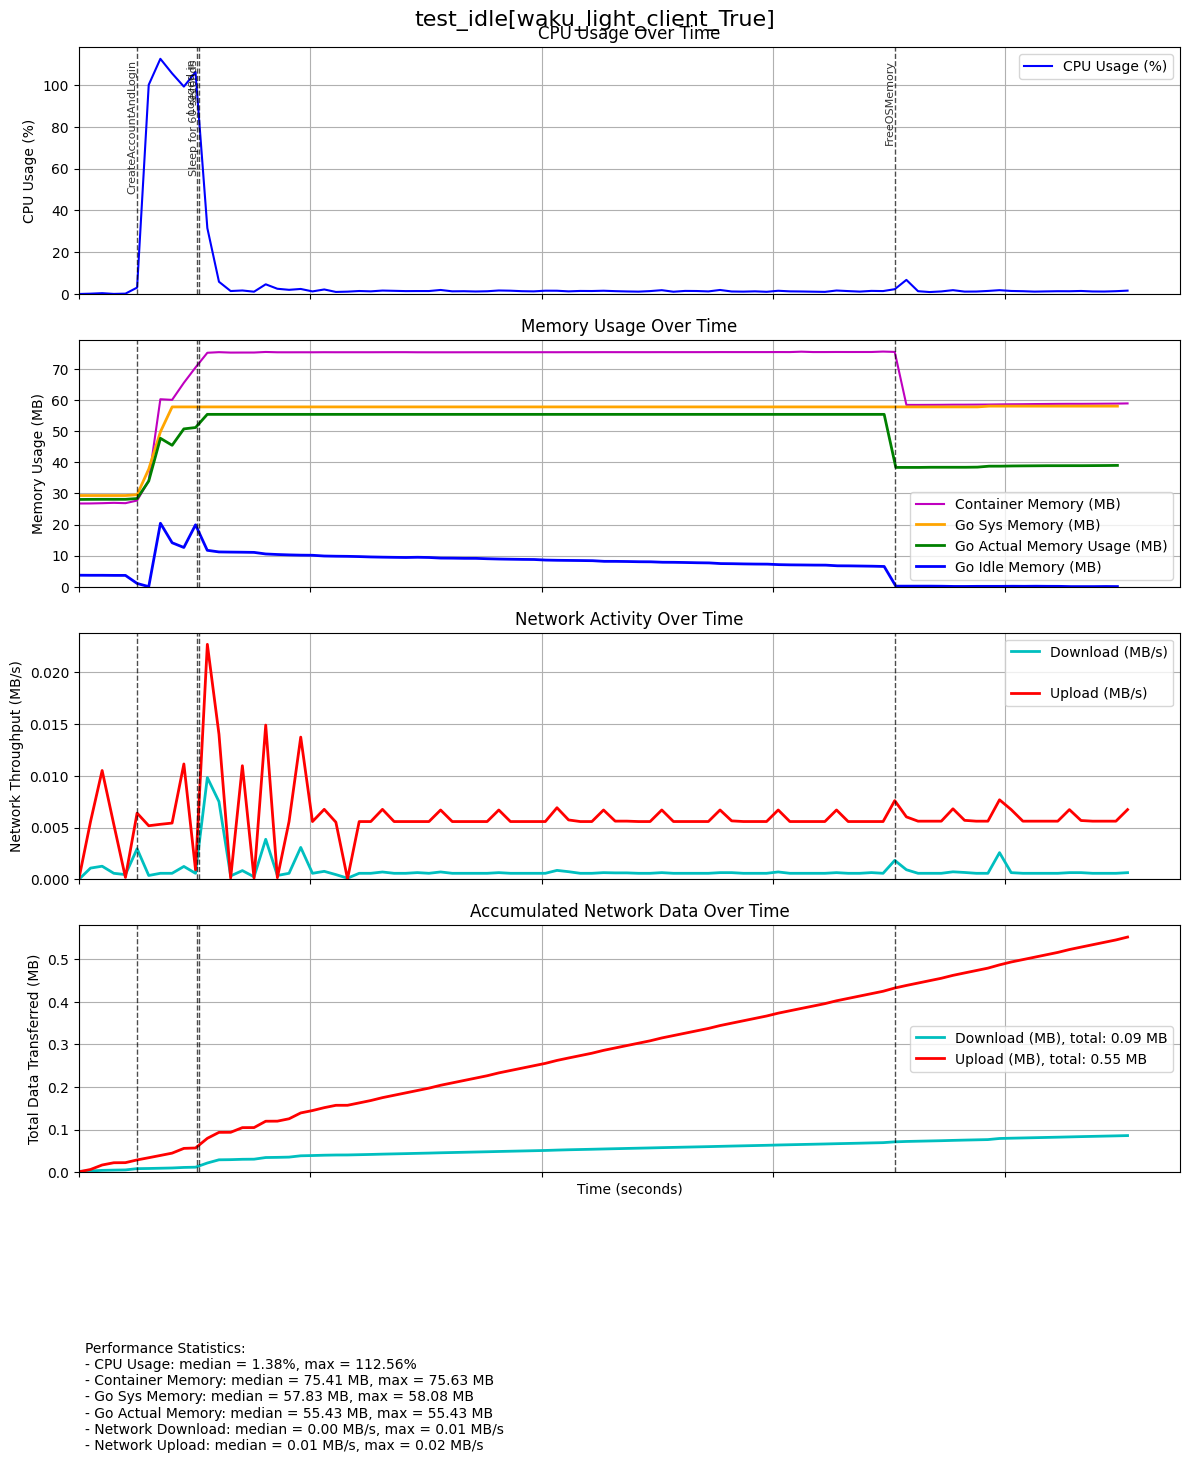 test_idle[waku_light_client_True]
CPU Usage Over Time
CPU Usage (%)
100
80
60
40
20
0
CreateAccountAndLogin
Sleep for 60 seconds
FreeOSMemory
CPU Usage (%)
Memory Usage Over Time
Memory Usage (MB)
70
60
50
40
30
20
10
0
Container Memory (MB)
Go Sys Memory (MB)
Go Actual Memory Usage (MB)
Go Idle Memory (MB)
Network Activity Over Time
Network Throughput (MB/s)
0.020
0.015
0.010
0.005
0.000
Download (MB/s)
Upload (MB/s)
Accumulated Network Data Over Time
Total Data Transferred (MB)
0.5
0.4
0.3
0.2
0.1
0.0
Download (MB), total: 0.09 MB
Upload (MB), total: 0.55 MB
Time (seconds)
Performance Statistics:
- CPU Usage: median = 1.38%, max = 112.56%
- Container Memory: median = 75.41 MB, max = 75.63 MB
- Go Sys Memory: median = 57.83 MB, max = 58.08 MB
- Go Actual Memory: median = 55.43 MB, max = 55.43 MB
- Network Download: median = 0.00 MB/s, max = 0.01 MB/s
- Network Upload: median = 0.01 MB/s, max = 0.02 MB/s